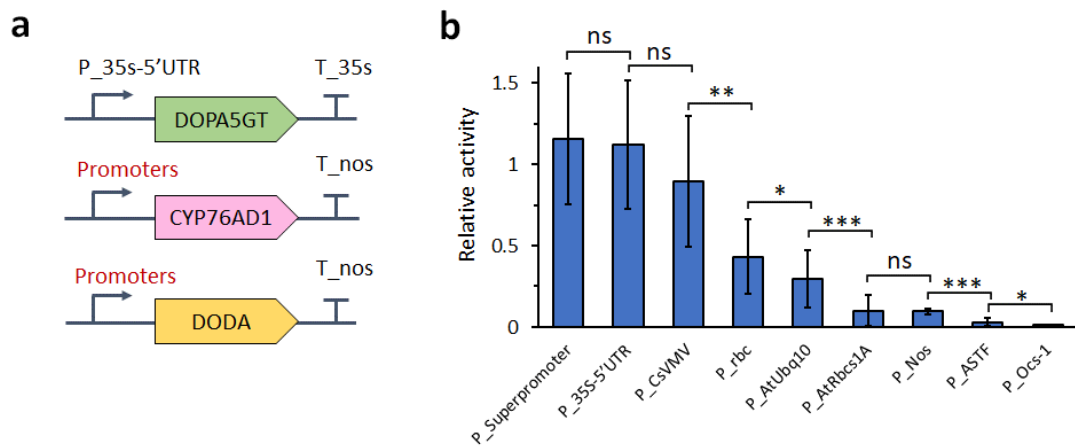 a
P_35s-5'UTR
T_35s
DOPA5GT
Promoters
T_nos
CYP76AD1
Promoters
T_nos
DODA
b
Relative activity
1.5
1
0.5
0
ns
ns
**
*
***
ns
***
*
P_Superpromoter
P_35S-5'UTR
P_CsVMV
P_rbc
P_AtUbq10
P_AtRbcs1A
P_Nos
P_ASTF
P_Ocs-1